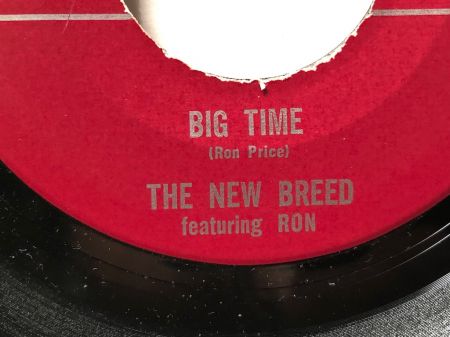 BIG TIME
(Ron Price)
THE NEW BREED
featuring RON